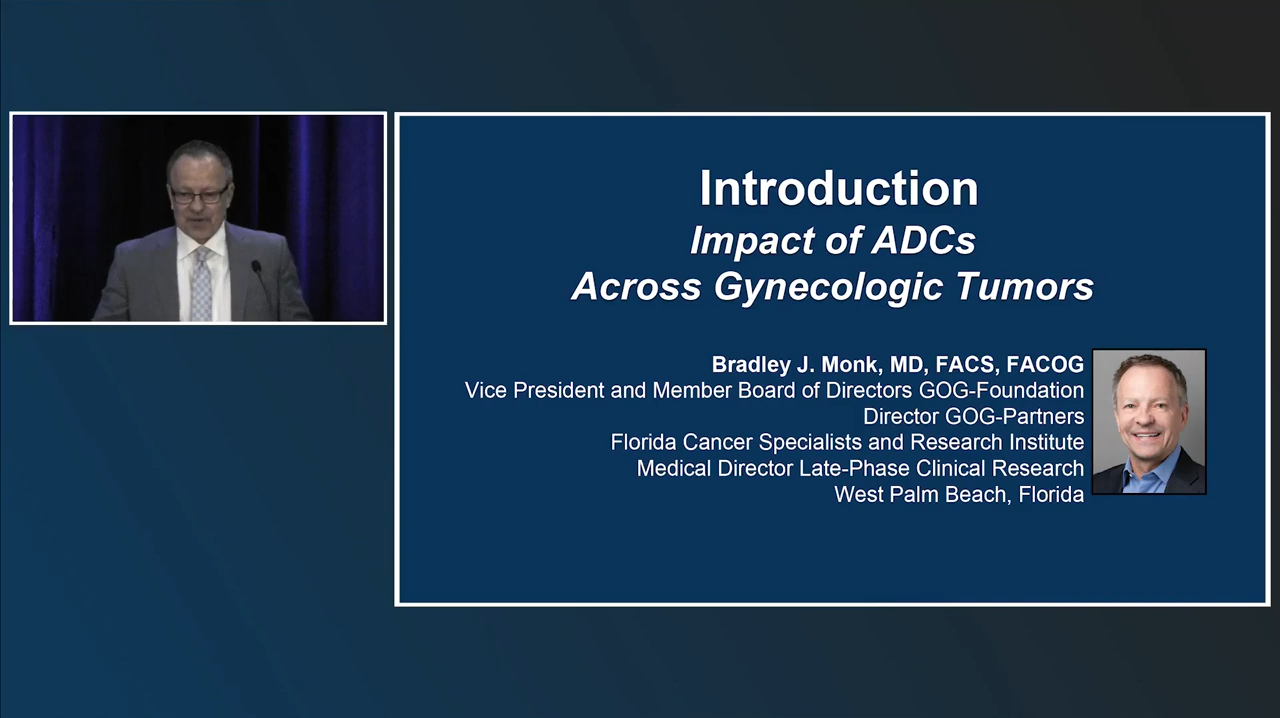 Introduction
Impact of ADCs
Across Gynecologic Tumors
Bradley J. Monk, MD, FACS, FACOG
Vice President and Member Board of Directors GOG-Foundation
Director GOG-Partners
Florida Cancer Specialists and Research Institute
Medical Director Late-Phase Clinical Research
West Palm Beach, Florida